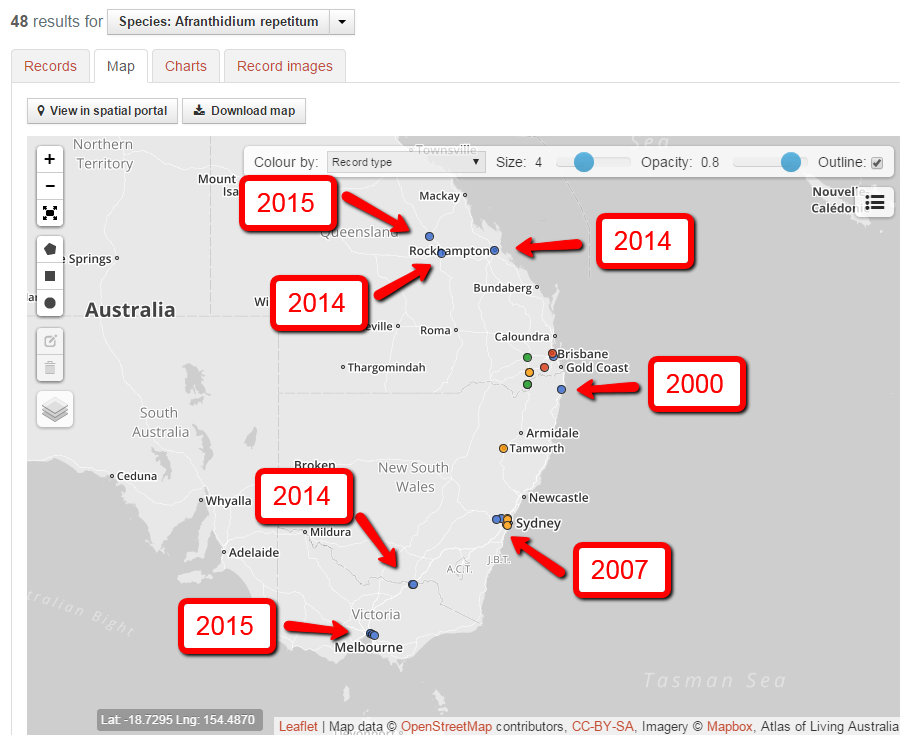 48 results for Species: Afranthidium repetitum
Records Map Charts Record images
View in spatial portal Download map
Northern
Territory
Colour by: Record type Size: 4 Opacity: 0.8 Outline:
Townsville
Sea
Mount
Isa
Mackay
Nouvelle
Calédonie
2015
Queensland
2014
Rockhampton
Springs
2014
Bundaberg
Australia
Roma
Caloundra
Brisbane
Thargomindah
Gold Coast
2000
South
Australia
Armidale
Tamworth
Broken
New South
Wales
Ceduna
2014
Whyalla
Newcastle
Sydney
Mildura
Adelaide
J.B.T.
A.C.T.
2007
Bight
Victoria
2015
Melbourne
Tasman Sea
Lat: -18.7295 Lng: 154.4870
Leaflet | Map data © OpenStreetMap contributors, CC-BY-SA, Imagery © Mapbox, Atlas of Living Australia